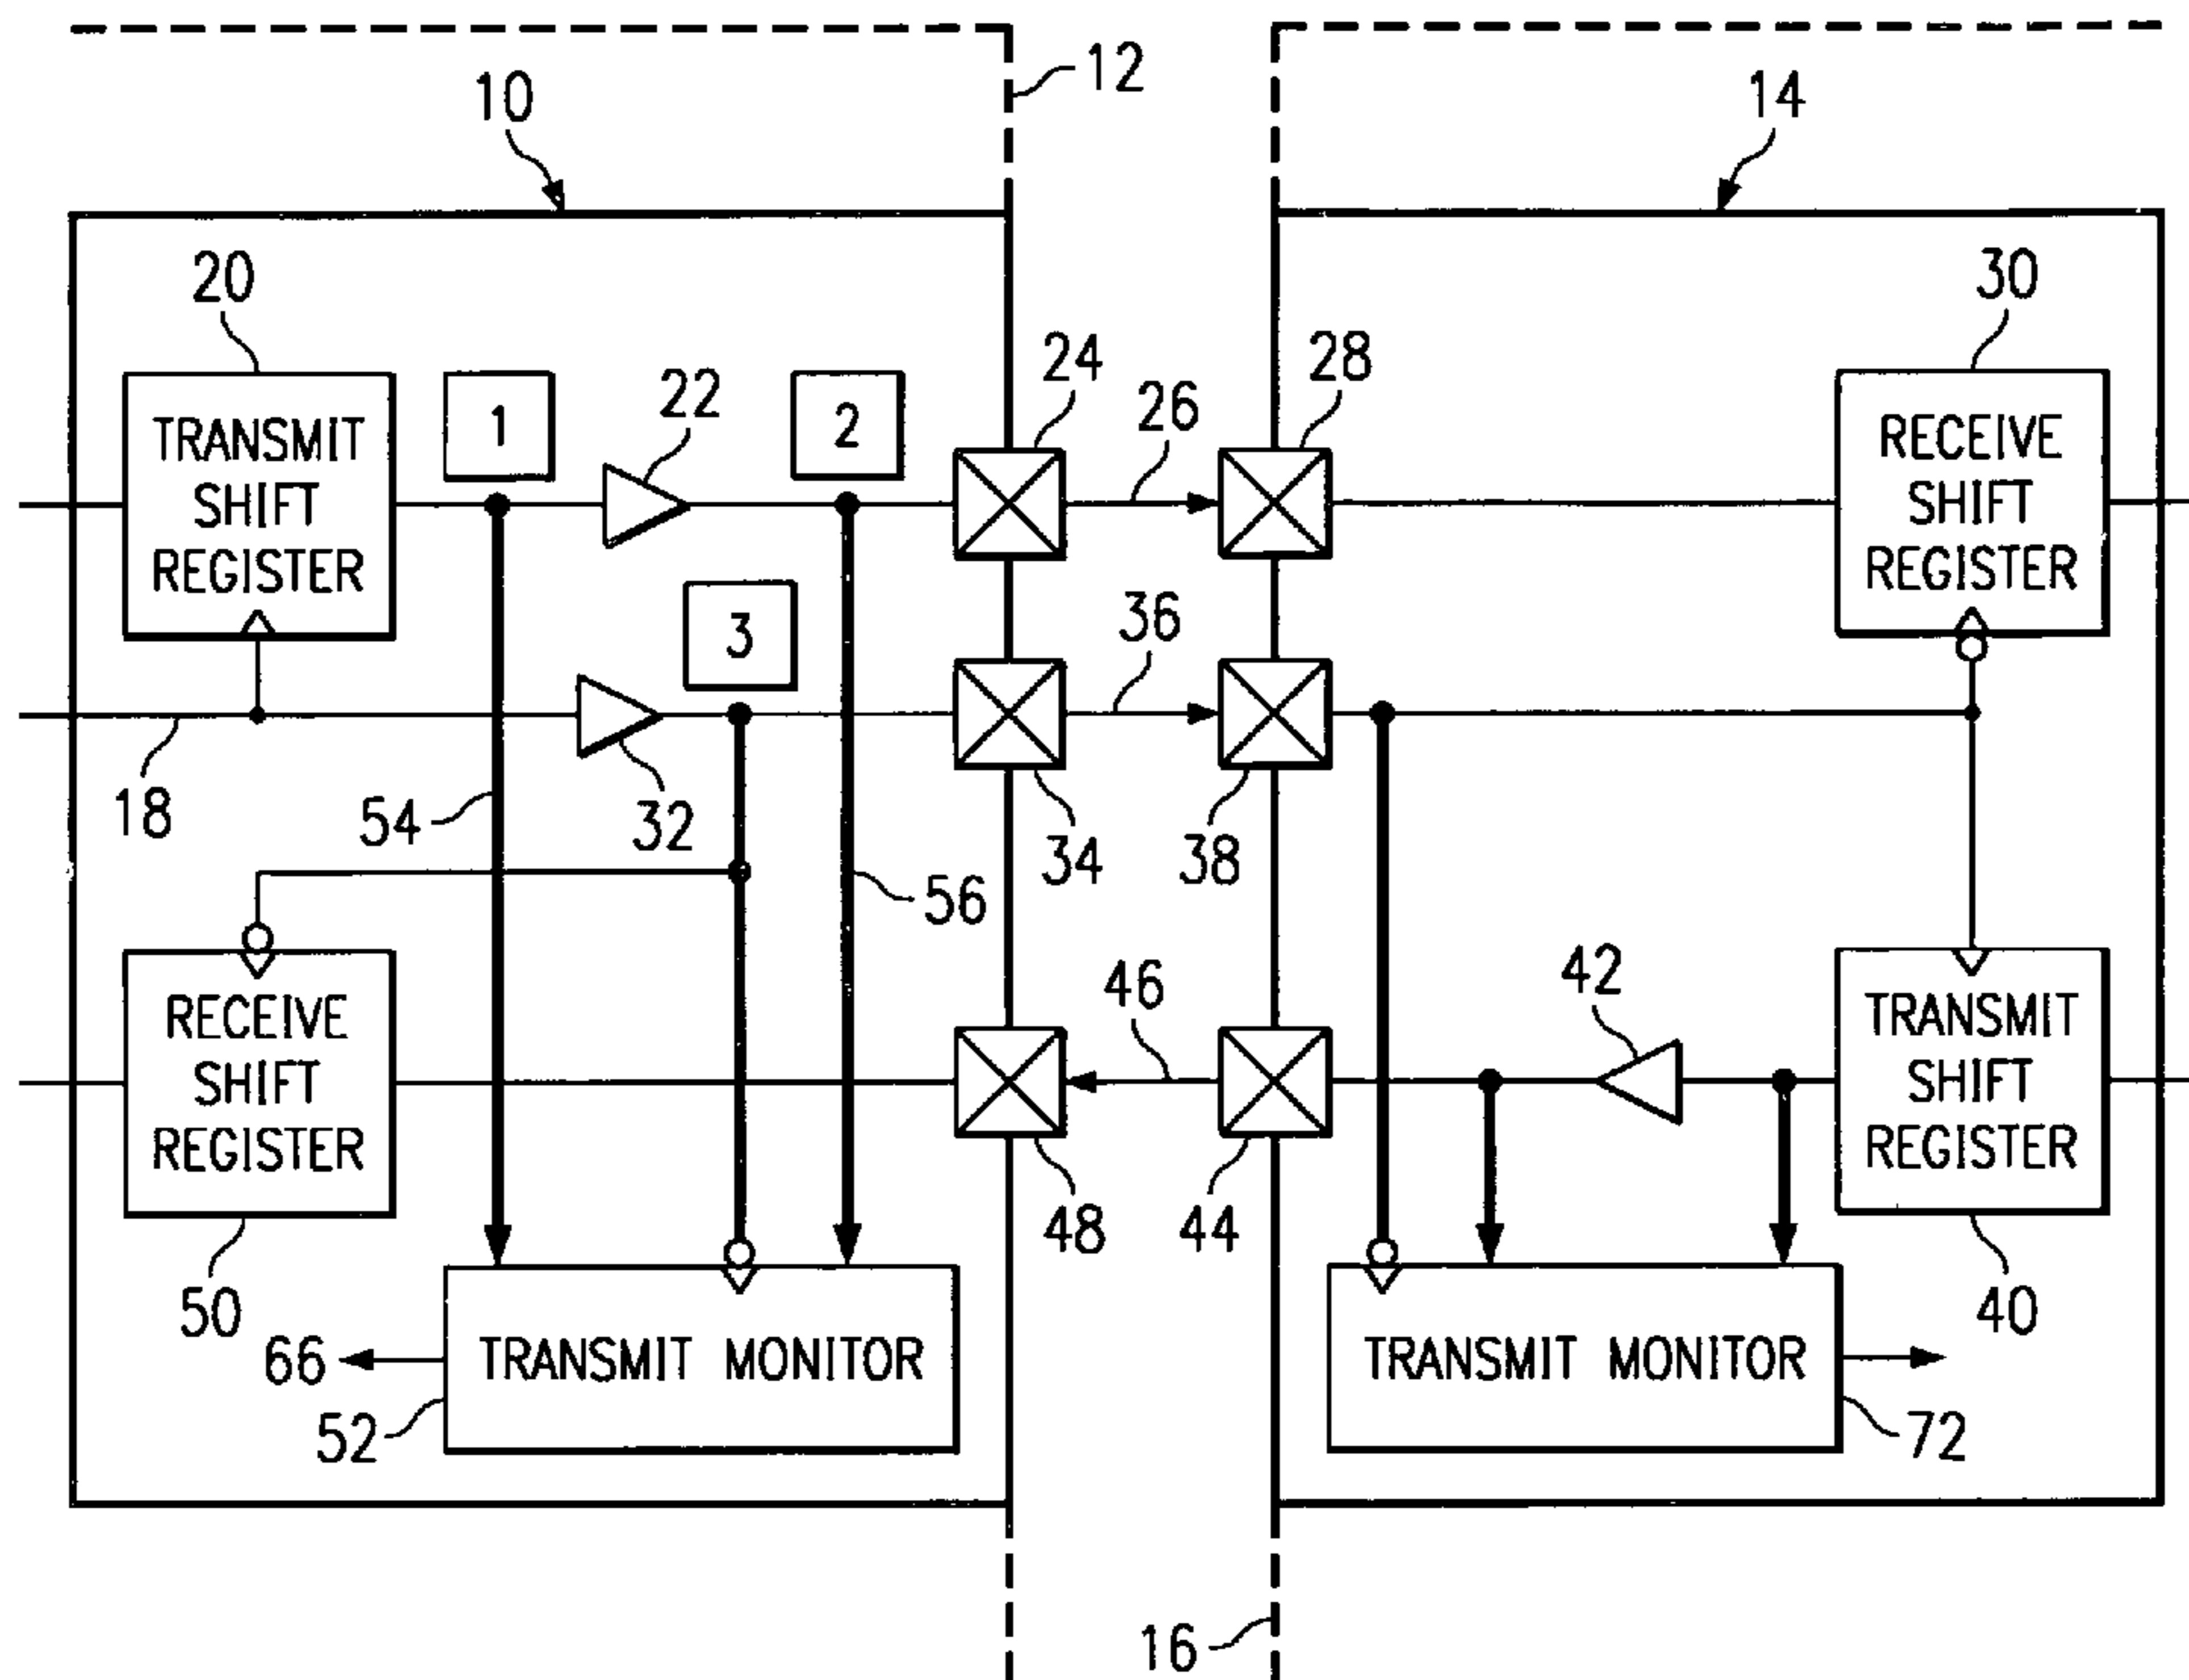 12
10
14
20
30
24
28
22
26
1
2
TRANSMIT
SHIFT
REGISTER
RECEIVE
SHIFT
REGISTER
3
36
18
54
32
34
38
56
46
42
RECEIVE
SHIFT
REGISTER
TRANSMIT
SHIFT
REGISTER
48
44
50
40
66
TRANSMIT MONITOR
TRANSMIT MONITOR
52
72
16